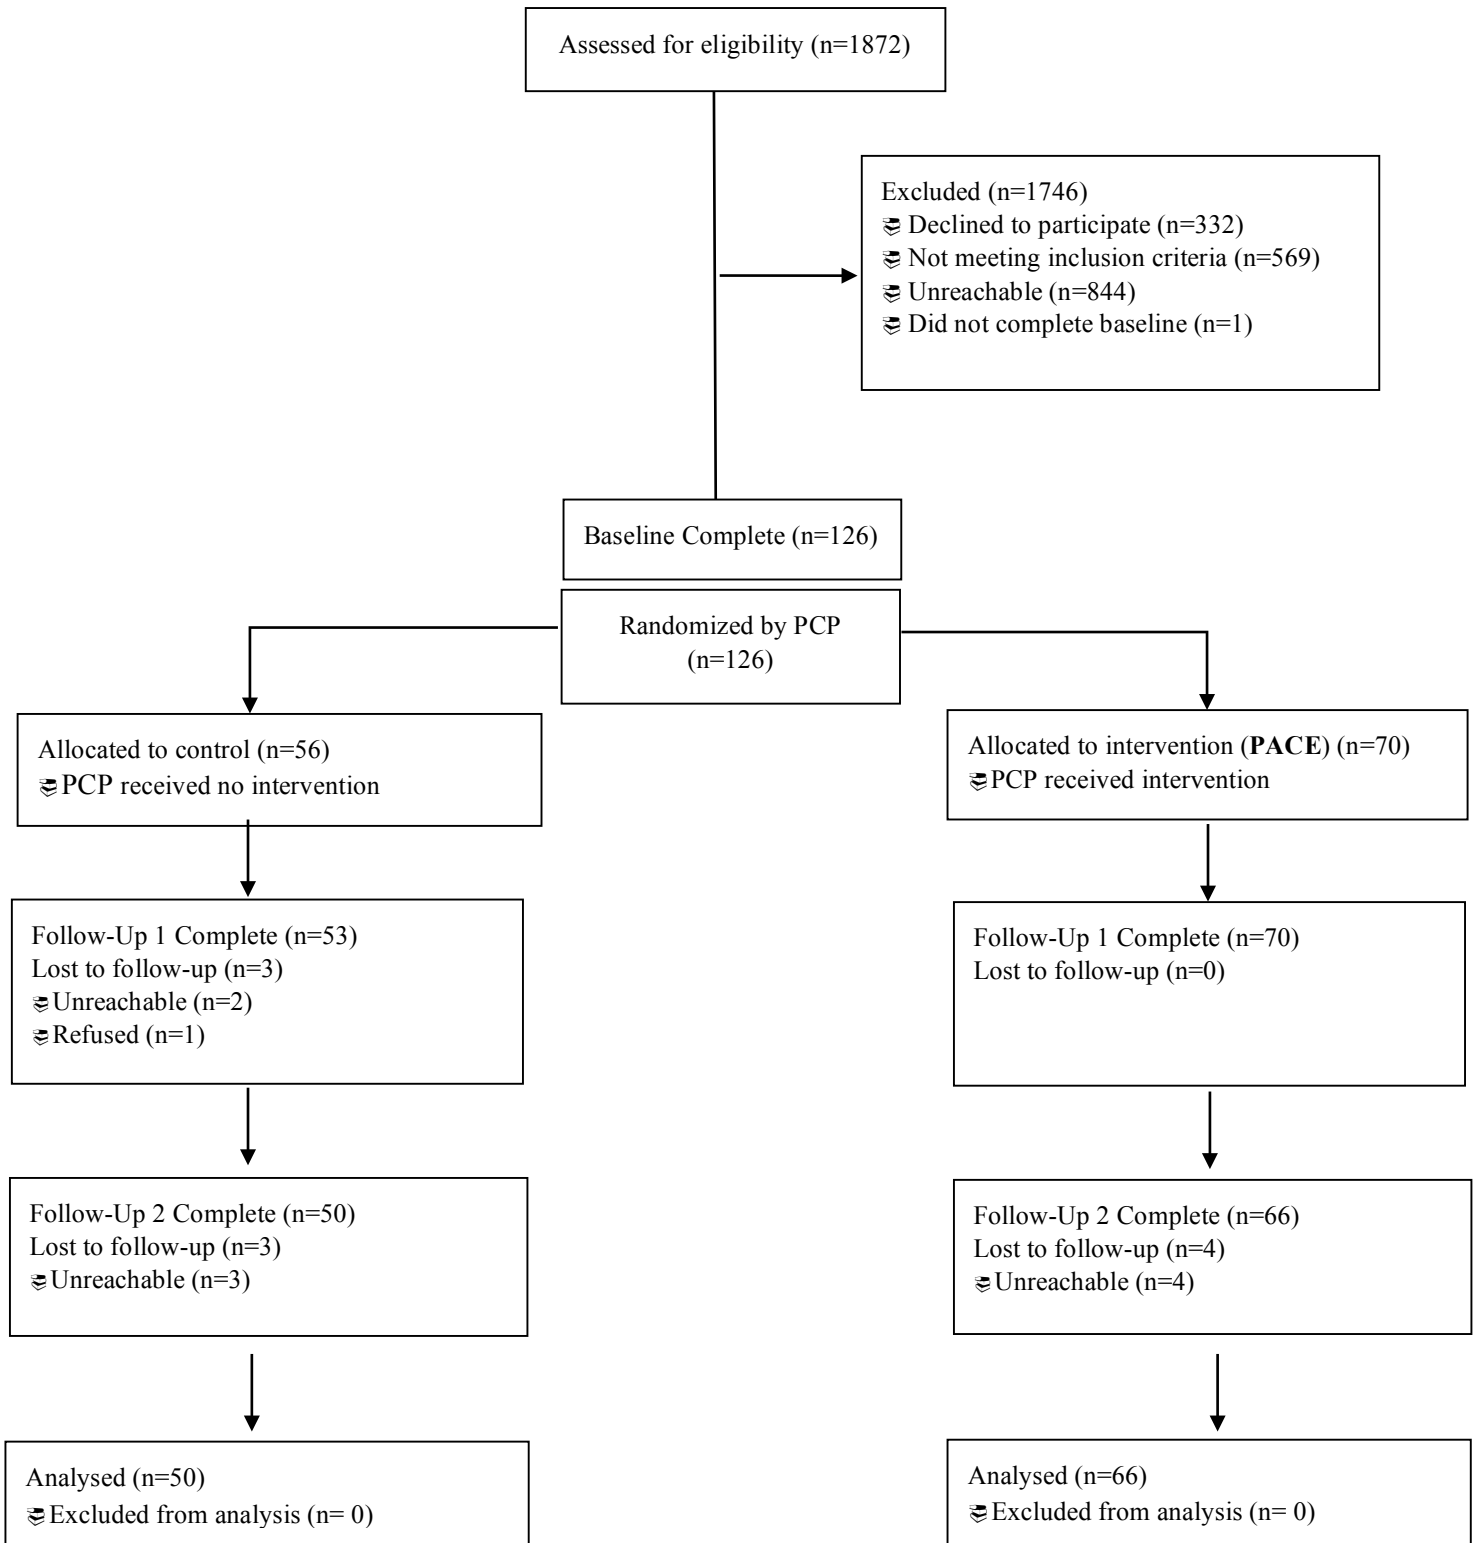 Assessed for eligibility (n=1872)
Excluded (n=1746)
Declined to participate (n=332)
Not meeting inclusion criteria (n=569)
Unreachable (n=844)
Did not complete baseline (n=1)
Baseline Complete (n=126)
Randomized by PCP
(n=126)
Allocated to control (n=56)
PCP received no intervention
Allocated to intervention (PACE) (n=70)
PCP received intervention
Follow-Up 1 Complete (n=53)
Lost to follow-up (n=3)
Unreachable (n=2)
Refused (n=1)
Follow-Up 1 Complete (n=70)
Lost to follow-up (n=0)
Follow-Up 2 Complete (n=50)
Lost to follow-up (n=3)
Unreachable (n=3)
Follow-Up 2 Complete (n=66)
Lost to follow-up (n=4)
Unreachable (n=4)
Analysed (n=50)
Excluded from analysis (n= 0)
Analysed (n=66)
Excluded from analysis (n= 0)